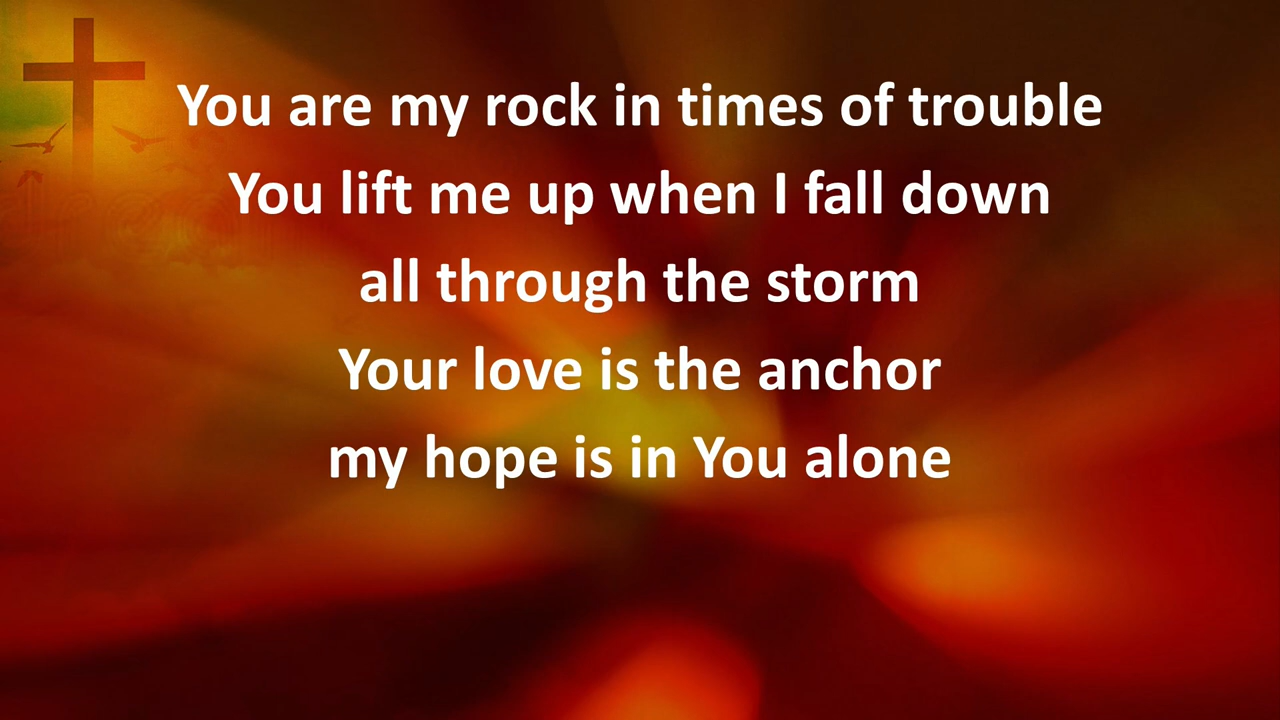 You are my rock in times of trouble
You lift me up when I fall down
all through the storm
Your love is the anchor
my hope is in You alone